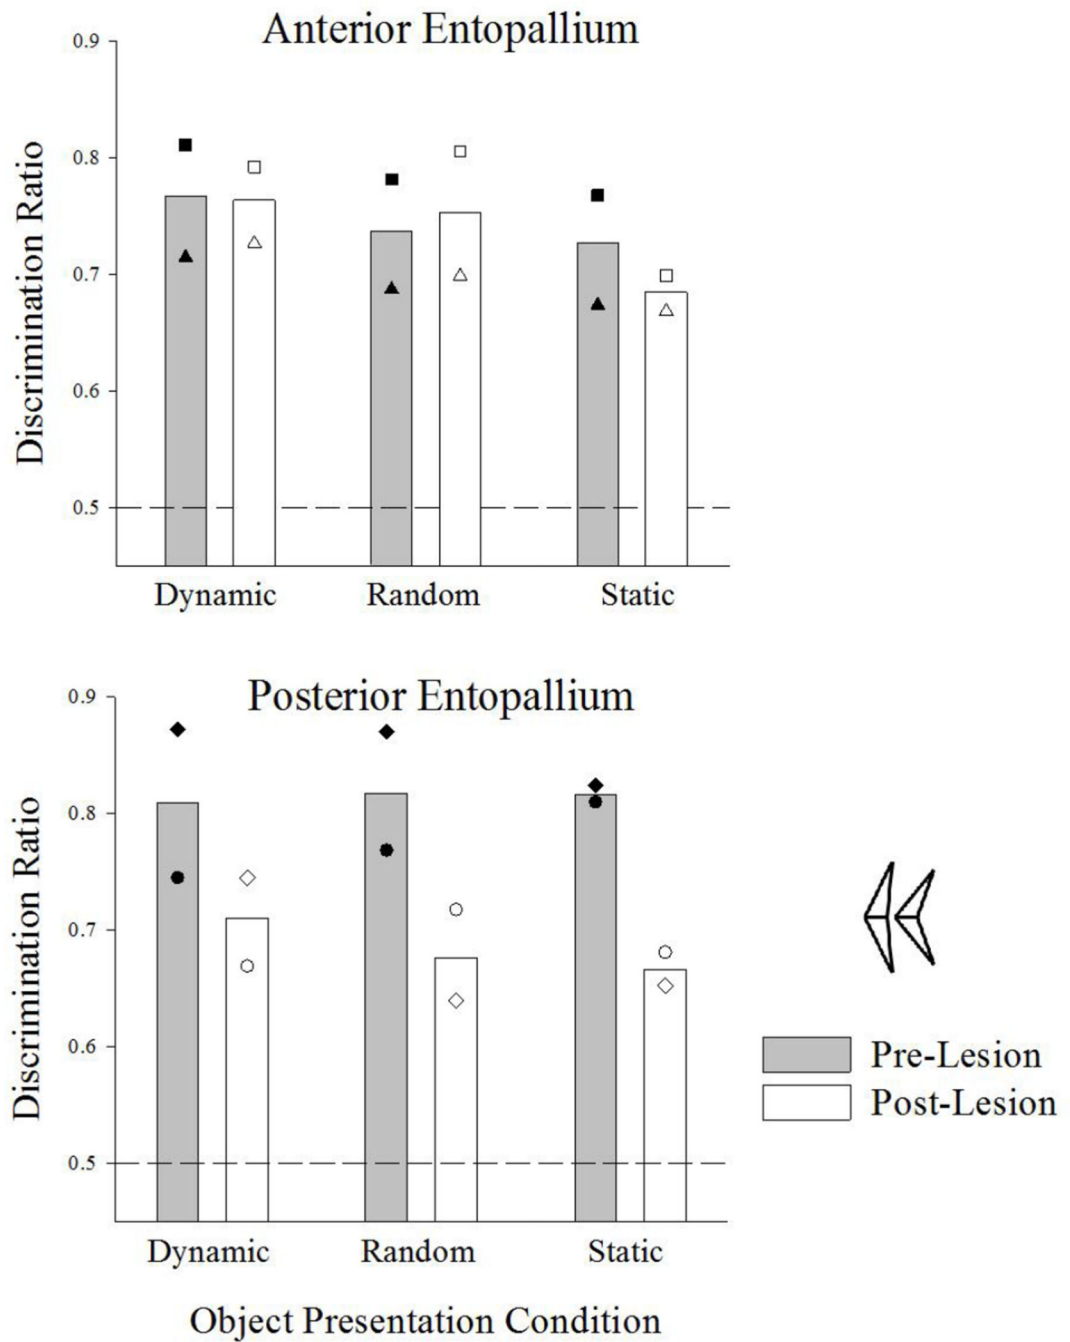 Anterior Entopallium
Discrimination Ratio
0.9
0.8
0.7
0.6
0.5
Dynamic Random Static
Posterior Entopallium
Discrimination Ratio
0.9
0.8
0.7
0.6
0.5
Dynamic Random Static
Object Presentation Condition
Pre-Lesion
Post-Lesion